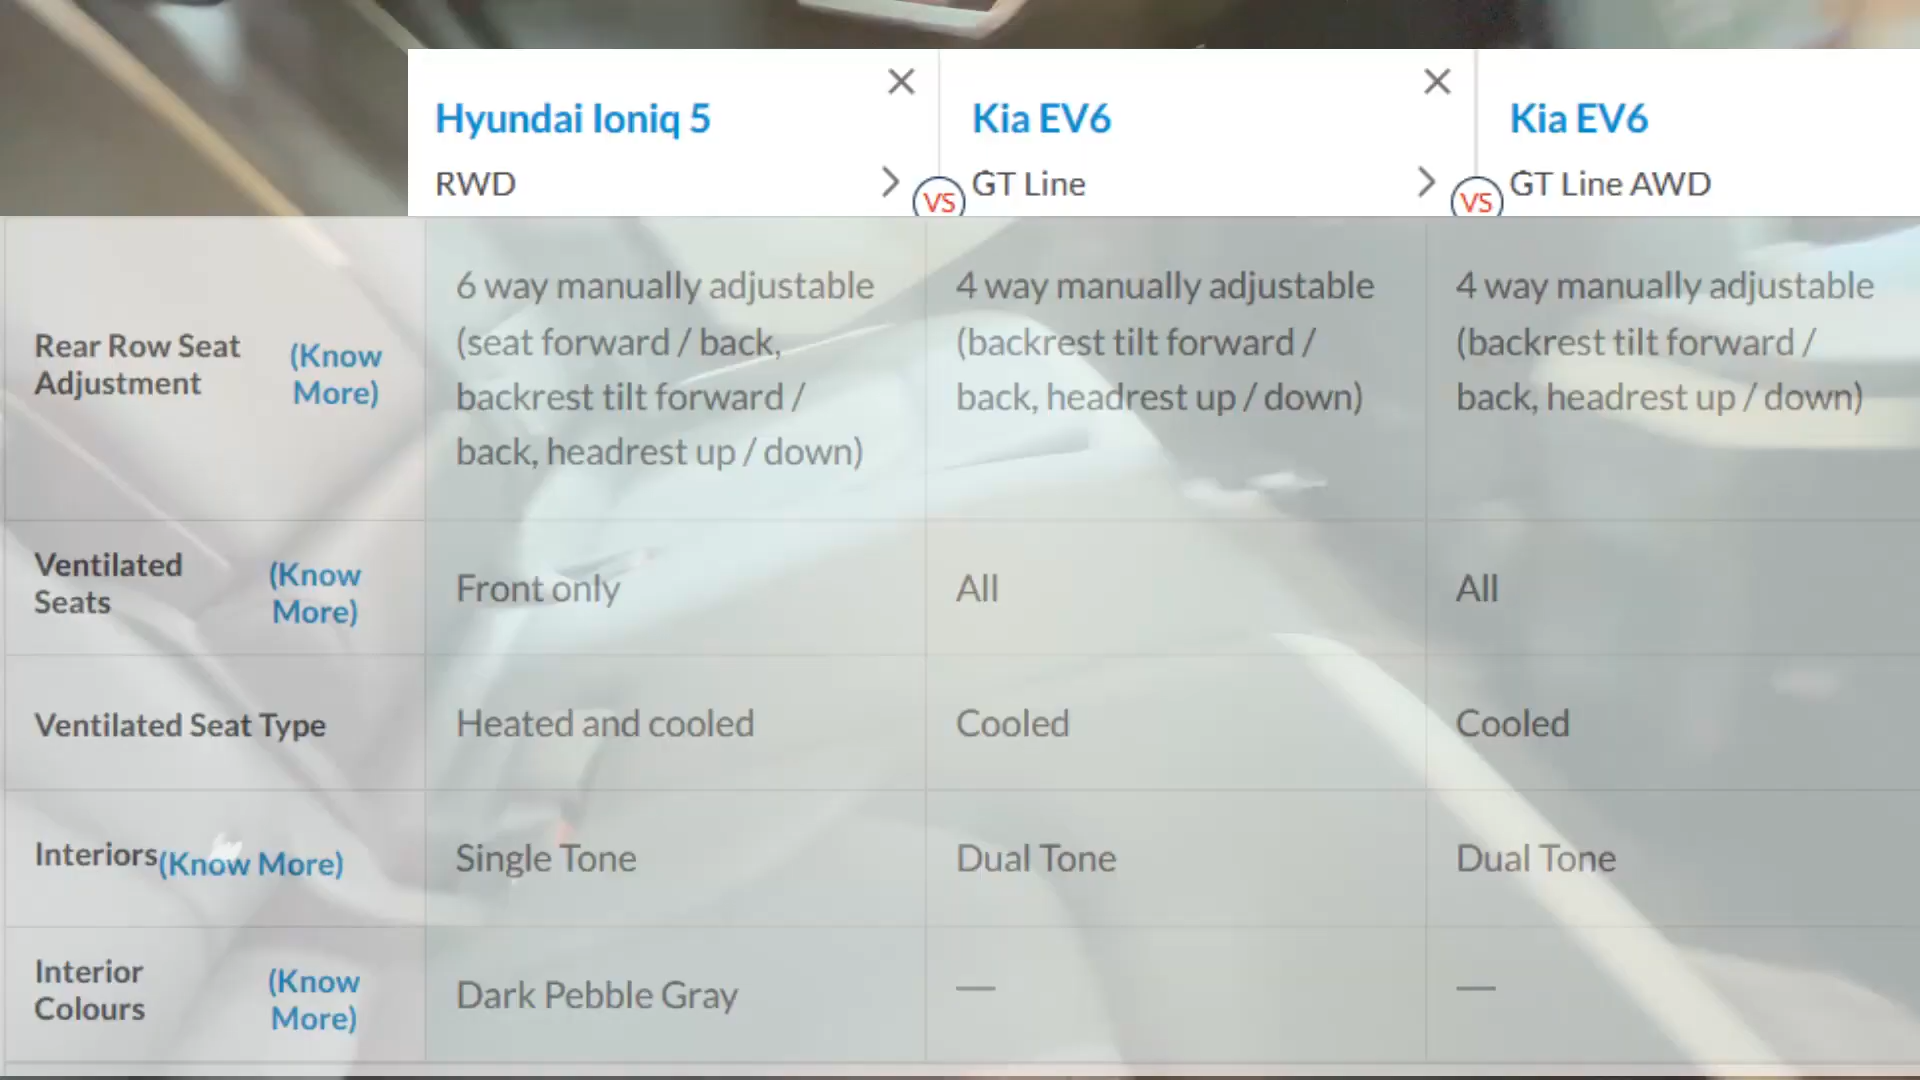 Hyundai Ioniq 5
RWD
VS
Kia EV6
GT Line
VS
Kia EV6
GT Line AWD
Rear Row Seat
Adjustment
(Know
More)
6 way manually adjustable
(seat forward / back,
backrest tilt forward /
back, headrest up / down)
4 way manually adjustable
(backrest tilt forward /
back, headrest up / down)
4 way manually adjustable
(backrest tilt forward /
back, headrest up / down)
Ventilated
Seats
(Know
More)
Front only
All
All
Ventilated Seat Type
Heated and cooled
Cooled
Cooled
Interiors(Know More)
Single Tone
Dual Tone
Dual Tone
Interior
Colours
(Know
More)
Dark Pebble Gray
—
—